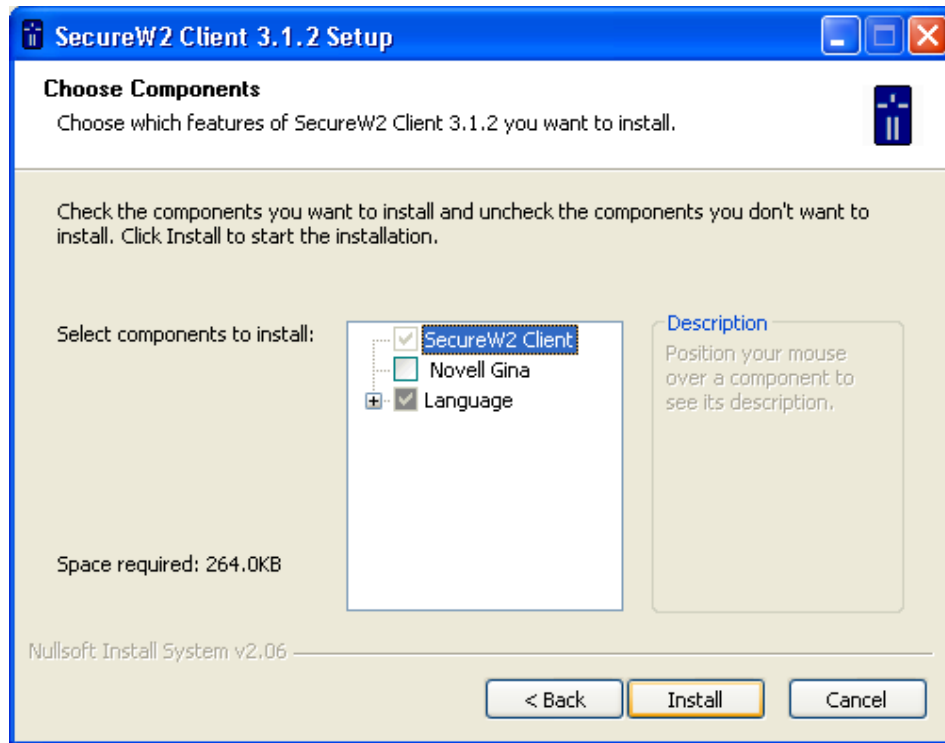 SecureW2 Client 3.1.2 Setup
Choose Components
Choose which features of SecureW2 Client 3.1.2 you want to install.
Check the components you want to install and uncheck the components you don't want to
install. Click Install to start the installation.
Select components to install:
SecureW2 Client
Novell Gina
Language
Description
Position your mouse
over a component to
see its description.
Space required: 264.0KB
Nullsoft Install System v2.06
< Back
Install
Cancel